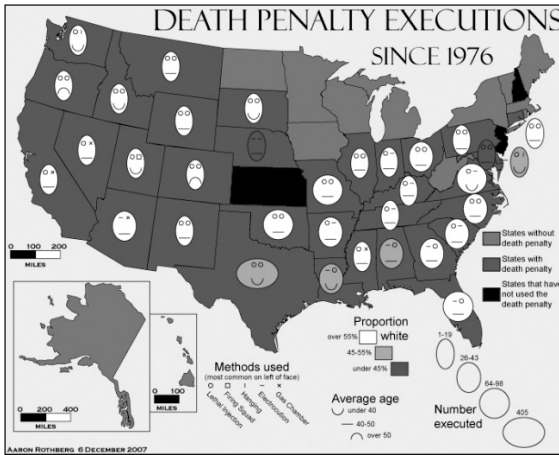 DEATH PENALTY EXECUTIONS
SINCE 1976
0 100 200
MILES
0 200 400
MILES
0 100
MILES
Methods used
(most common on left of face)
Lethal Injection
Firing Squad
Hanging
Electrocution
Gas Chamber
Proportion
white
over 55%
45-55%
under 45%
Average age
under 40
40-50
over 50
1-19
26-43
64-98
405
Number
executed
States without
death penalty
States with
death penalty
States that have
not used the
death penalty
AARON ROTHBERG 6 DECEMBER 2007